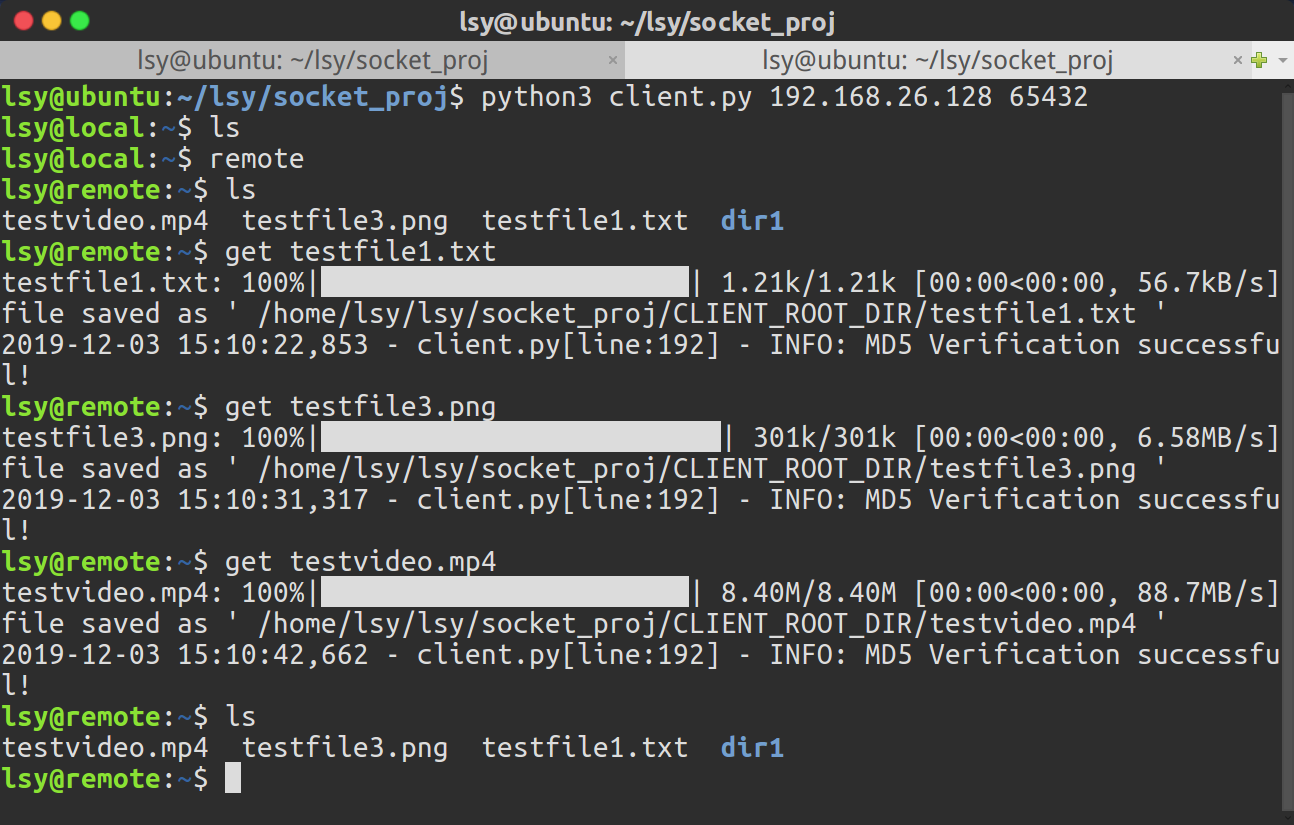 lsy@ubuntu: ~/lsy/socket_proj
lsy@ubuntu: ~/lsy/socket_proj × lsy@ubuntu: ~/lsy/socket_proj ×
lsy@ubuntu:~/lsy/socket_proj$ python3 client.py 192.168.26.128 65432
lsy@local:~$ ls
lsy@local:~$ remote
lsy@remote:~$ ls
testvideo.mp4  testfile3.png  testfile1.txt  dir1
lsy@remote:~$ get testfile1.txt
testfile1.txt: 100%|███████████████████████| 1.21k/1.21k [00:00<00:00, 56.7kB/s]
file saved as ' /home/lsy/lsy/socket_proj/CLIENT_ROOT_DIR/testfile1.txt '
2019-12-03 15:10:22,853 - client.py[line:192] - INFO: MD5 Verification successfu
l!
lsy@remote:~$ get testfile3.png
testfile3.png: 100%|█████████████████████████| 301k/301k [00:00<00:00, 6.58MB/s]
file saved as ' /home/lsy/lsy/socket_proj/CLIENT_ROOT_DIR/testfile3.png '
2019-12-03 15:10:31,317 - client.py[line:192] - INFO: MD5 Verification successfu
l!
lsy@remote:~$ get testvideo.mp4
testvideo.mp4: 100%|███████████████████████| 8.40M/8.40M [00:00<00:00, 88.7MB/s]
file saved as ' /home/lsy/lsy/socket_proj/CLIENT_ROOT_DIR/testvideo.mp4 '
2019-12-03 15:10:42,662 - client.py[line:192] - INFO: MD5 Verification successfu
l!
lsy@remote:~$ ls
testvideo.mp4  testfile3.png  testfile1.txt  dir1
lsy@remote:~$